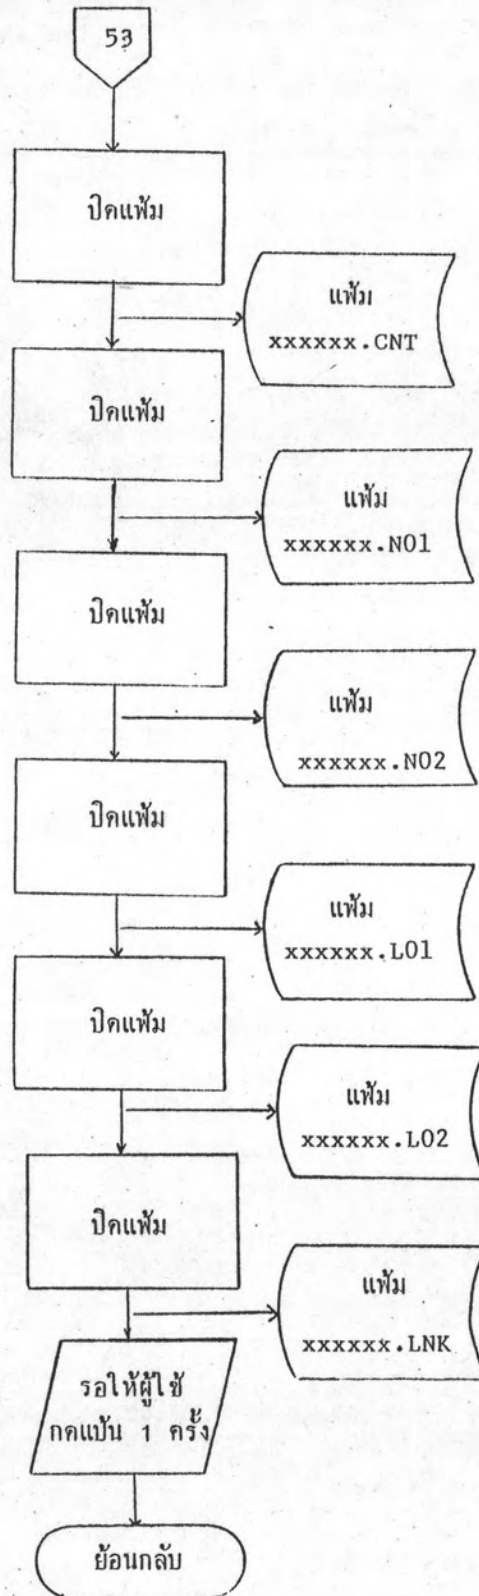 53
ปิดแฟ้ม
แฟ้ม
xxxxxx.CNT
ปิดแฟ้ม
แฟ้ม
xxxxxx.N01
ปิดแฟ้ม
แฟ้ม
xxxxxx.N02
ปิดแฟ้ม
แฟ้ม
xxxxxx.L01
ปิดแฟ้ม
แฟ้ม
xxxxxx.L02
ปิดแฟ้ม
แฟ้ม
xxxxxx.LNK
รอให้ผู้ใช้
กดแป้น 1 ครั้ง
ย้อนกลับ